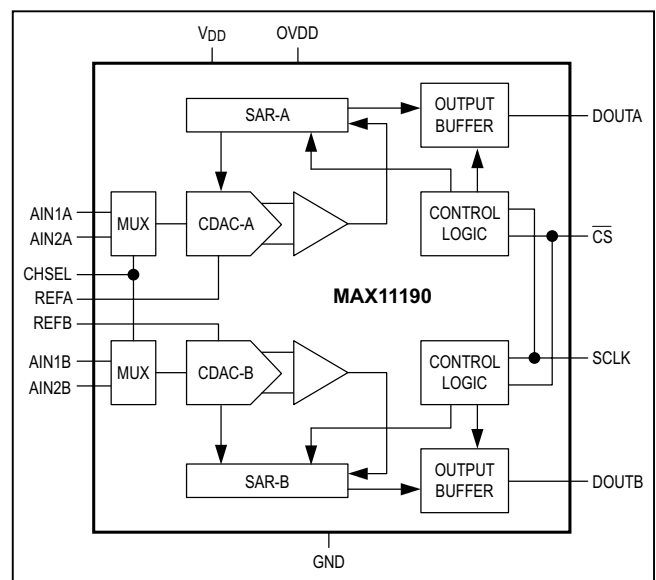 VDD OVDD
SAR-A
OUTPUT
BUFFER
DOUTA
AIN1A
AIN2A
MUX
CDAC-A
CONTROL
LOGIC
CS
CHSEL
REFA
MAX11190
REFB
AIN1B
AIN2B
MUX
CDAC-B
CONTROL
LOGIC
SCLK
SAR-B
OUTPUT
BUFFER
DOUTB
GND